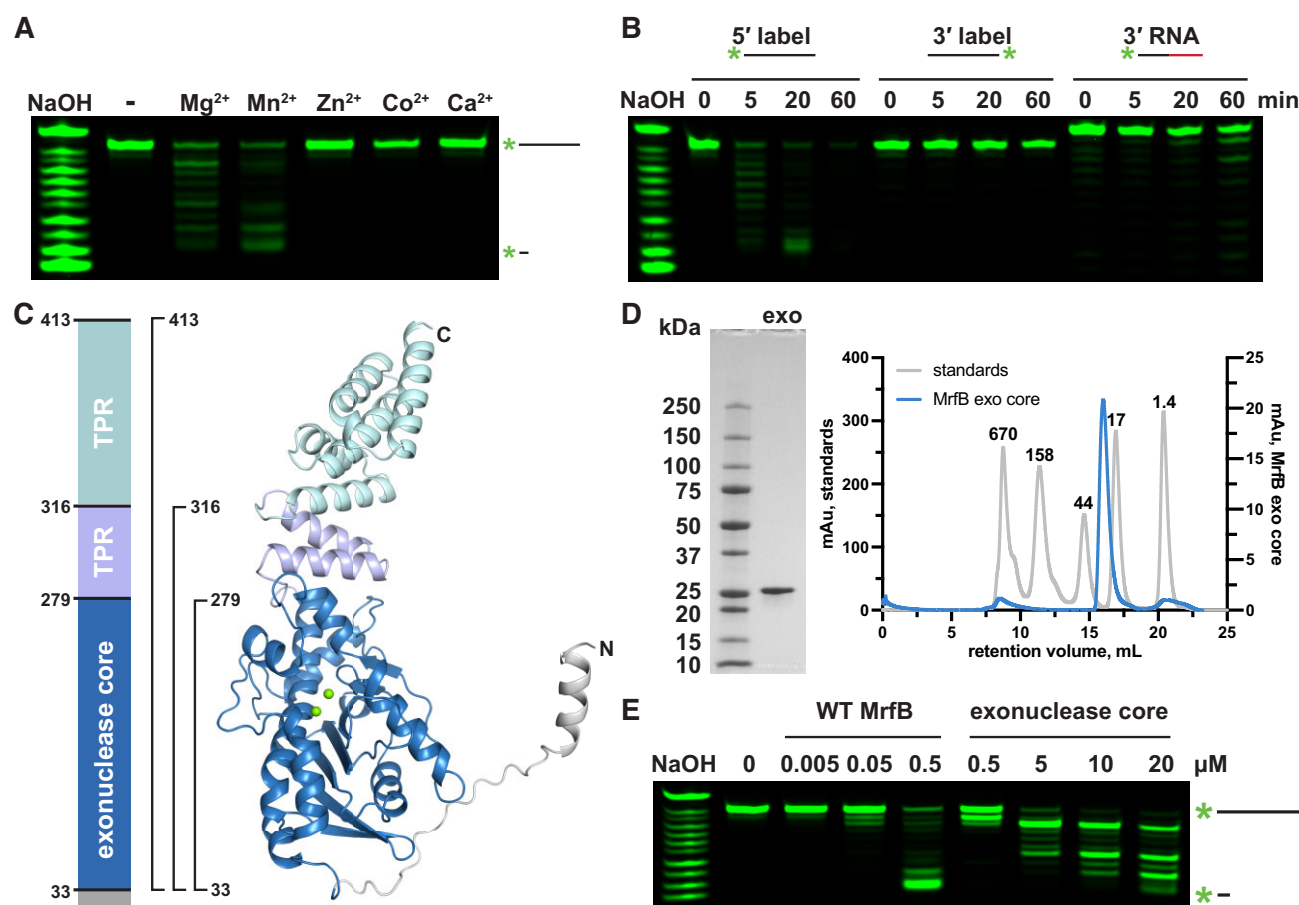 A
NaOH - Mg²⁺ Mn²⁺ Zn²⁺ Co²⁺ Ca²⁺
*
*
B
5′ label 3′ label 3′ RNA
* * *
NaOH 0 5 20 60 0 5 20 60 0 5 20 60 min
C
413
TPR
316
TPR
279
exonuclease core
33
413
316
279
33
C
N
D
kDa exo
250
150
100
75
50
37
25
20
15
10
mAu, standards
400
300
200
100
0
standards
MrfB exo core
670
158
44
17
1.4
25
20
15
10
5
0
mAu, MrfB exo core
0 5 10 15 20 25
retention volume, mL
E
WT MrfB exonuclease core
NaOH 0 0.005 0.05 0.5 0.5 5 10 20 µM
*
*